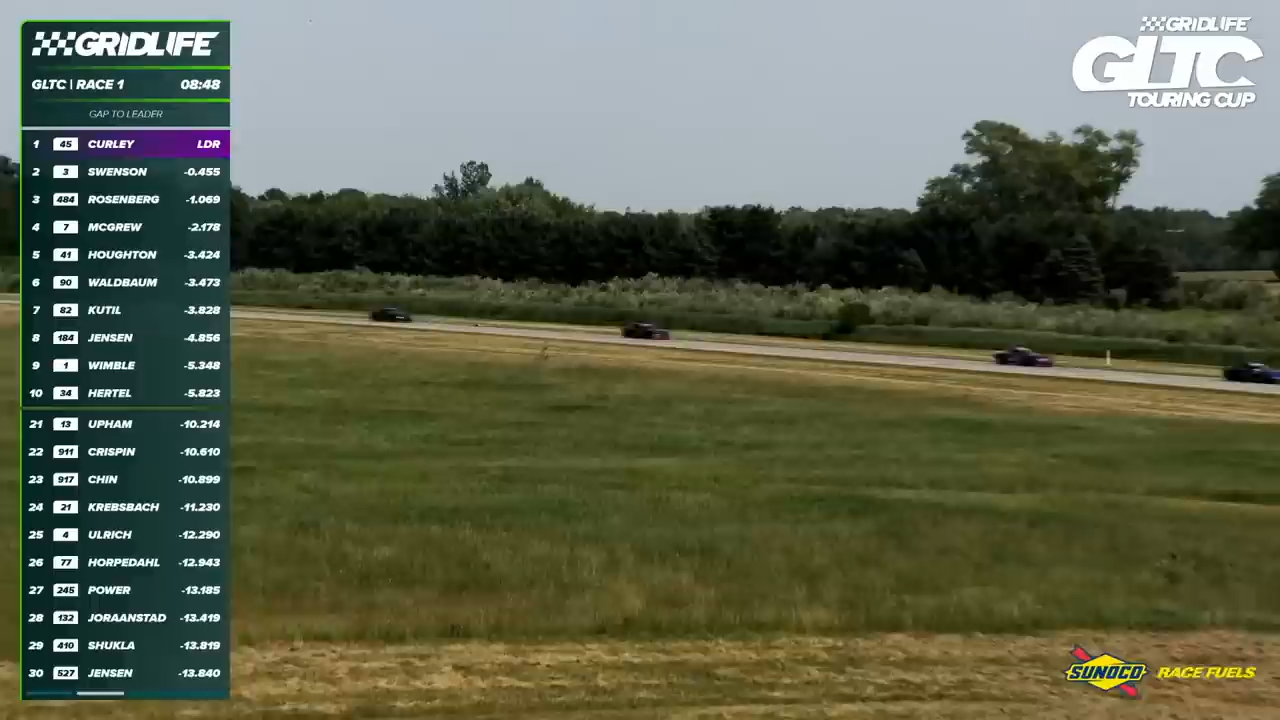 GRIDLIFE
GLTC | RACE 1 08:48
GAP TO LEADER
1 45 CURLEY LDR
2 3 SWENSON -0.455
3 484 ROSENBERG -1.069
4 7 MCGREW -2.178
5 41 HOUGHTON -3.424
6 90 WALDBAUM -3.473
7 82 KUTIL -3.828
8 184 JENSEN -4.856
9 1 WIMBLE -5.348
10 34 HERTEL -5.823
21 13 UPHAM -10.214
22 911 CRISPIN -10.610
23 917 CHIN -10.899
24 21 KREBSBACH -11.230
25 4 ULRICH -12.290
26 77 HORPEDAHL -12.943
27 245 POWER -13.185
28 132 JORAANSTAD -13.419
29 410 SHUKLA -13.819
30 527 JENSEN -13.840
GRIDLIFE
GLTC
TOURING CUP
SUNOCO RACE FUELS